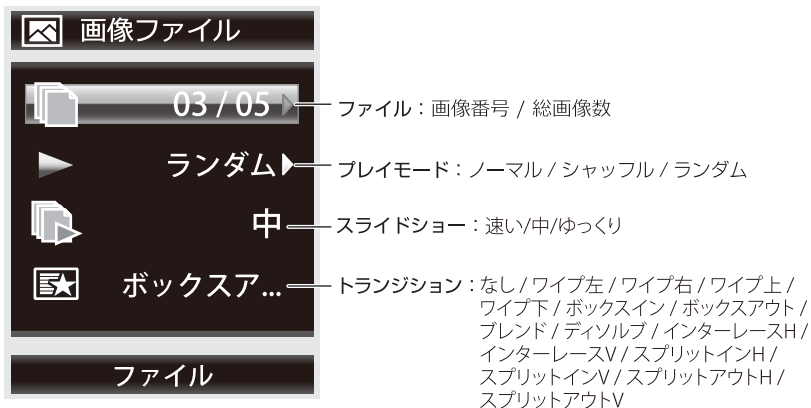 画像ファイル
03 / 05
ファイル：画像番号 / 総画像数
ランダム
プレイモード：ノーマル / シャッフル / ランダム
中
スライドショー：速い/中/ゆっくり
ボックスア...
トランジション：なし / ワイプ左 / ワイプ右 / ワイプ上 /
ワイプ下 / ボックスイン / ボックスアウト /
ブレンド / ディゾルブ / インターレースH /
インターレースV / スプリットインH /
スプリットインV / スプリットアウトH /
スプリットアウトV
ファイル